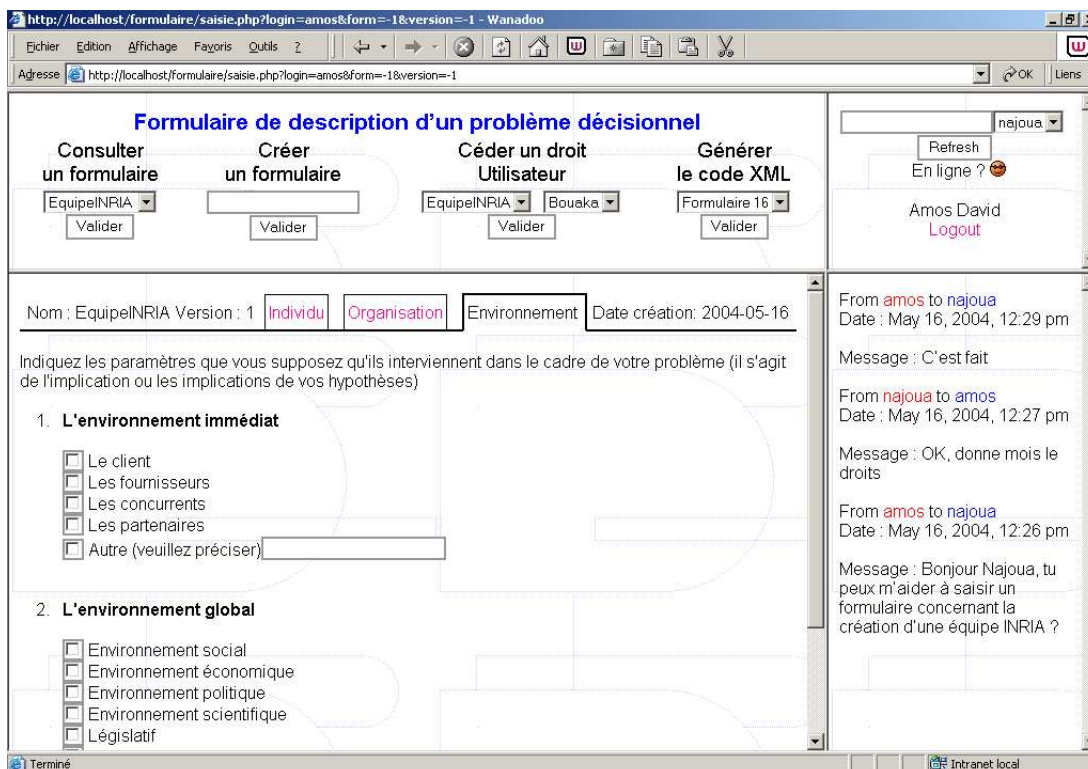 http://localhost/formulaire/saisie.php?login=amos&form=-1&version=-1 - Wanadoo
Fichier Edition Affichage Favoris Outils ?
Adresse http://localhost/formulaire/saisie.php?login=amos&form=-1&version=-1 OK Liens
Formulaire de description d'un problème décisionnel
Consulter
un formulaire
EquipeINRIA
Valider
Créer
un formulaire
Valider
Céder un droit
Utilisateur
EquipeINRIA Bouaka
Valider
Générer
le code XML
Formulaire 16
Valider
najoua
Refresh
En ligne ?
Amos David
Logout
Nom : EquipeINRIA Version : 1 Individu Organisation Environnement Date création: 2004-05-16
Indiquez les paramètres que vous supposez qu'ils interviennent dans le cadre de votre problème (il s'agit
de l'implication ou les implications de vos hypothèses)
1. L'environnement immédiat
Le client
Les fournisseurs
Les concurrents
Les partenaires
Autre (veuillez préciser)
2. L'environnement global
Environnement social
Environnement économique
Environnement politique
Environnement scientifique
Législatif
From amos to najoua
Date : May 16, 2004, 12:29 pm
Message : C'est fait
From najoua to amos
Date : May 16, 2004, 12:27 pm
Message : OK, donne mois le
droits
From amos to najoua
Date : May 16, 2004, 12:26 pm
Message : Bonjour Najoua, tu
peux m'aider à saisir un
formulaire concernant la
création d'une équipe INRIA ?
Terminé
Intranet local